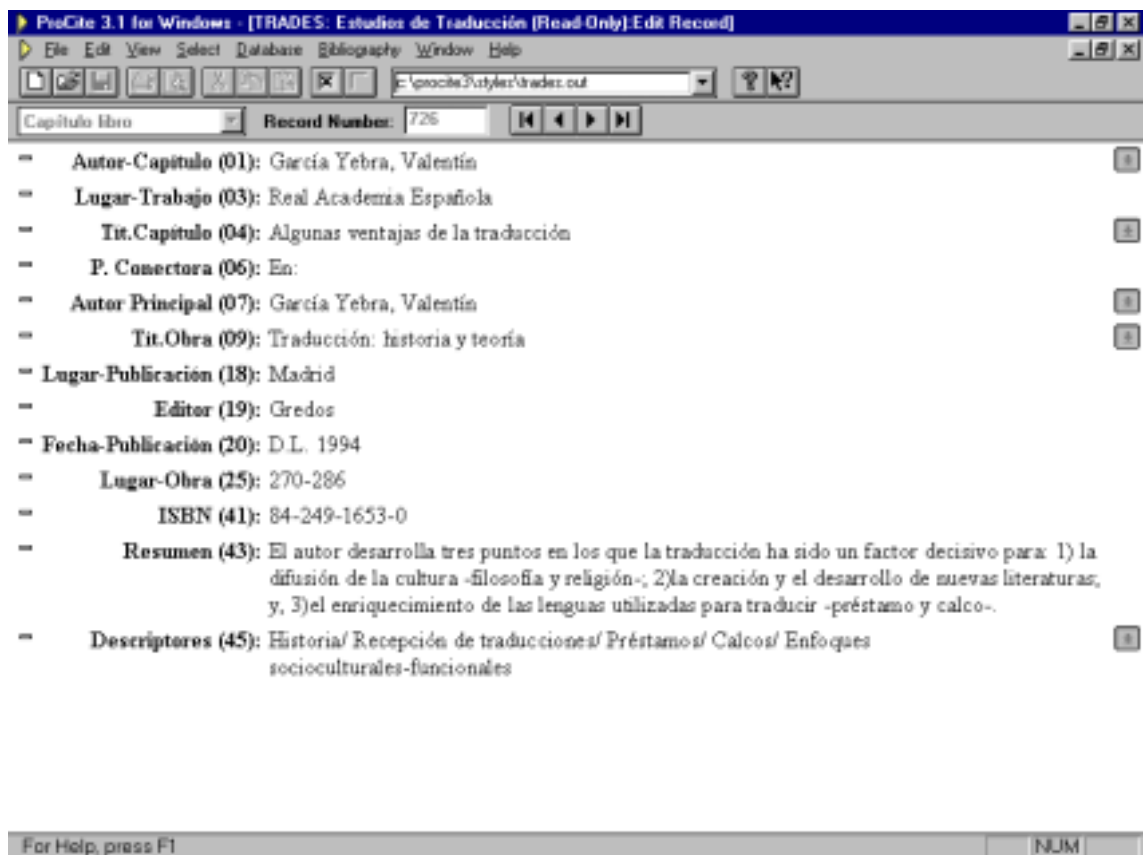 ProCite 3.1 for Windows - [TRADES: Estudios de Traducción (Read-Only):Edit Record]
File Edit View Select Database Bibliography Window Help
c:\procite3\styles\trades.out
Capítulo libro Record Number: 726
Autor-Capítulo (01): García Yebra, Valentín
Lugar-Trabajo (03): Real Academia Española
Tit.Capítulo (04): Algunas ventajas de la traducción
P. Conectora (06): En:
Autor Principal (07): García Yebra, Valentín
Tit.Obra (09): Traducción: historia y teoría
Lugar-Publicación (18): Madrid
Editor (19): Gredos
Fecha-Publicación (20): D.L. 1994
Lugar-Obra (25): 270-286
ISBN (41): 84-249-1653-0
Resumen (43): El autor desarrolla tres puntos en los que la traducción ha sido un factor decisivo para: 1) la
difusión de la cultura -filosofía y religión-; 2)la creación y el desarrollo de nuevas literaturas;
y, 3)el enriquecimiento de las lenguas utilizadas para traducir -préstamo y calco-.
Descriptores (45): Historia/ Recepción de traducciones/ Préstamos/ Calcos/ Enfoques
socioculturales-funcionales
For Help, press F1 NUM